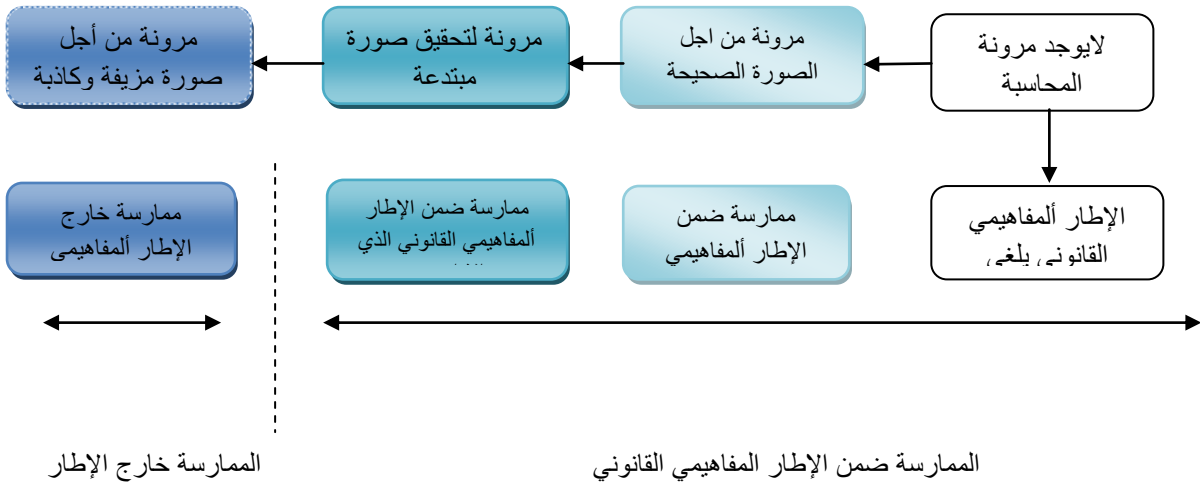 لايوجد مرونة
المحاسبة
مرونة من اجل
الصورة الصحيحة
مرونة لتحقيق صورة
مبتدعة
مرونة من أجل
صورة مزيفة وكاذبة
الإطار ألمفاهيمي
القانوني يلغي
ممارسة ضمن
الإطار ألمفاهيمي
ممارسة ضمن الإطار
ألمفاهيمي القانوني الذي
ممارسة خارج
الإطار ألمفاهيمي
الممارسة ضمن الإطار المفاهيمي القانوني
الممارسة خارج الإطار